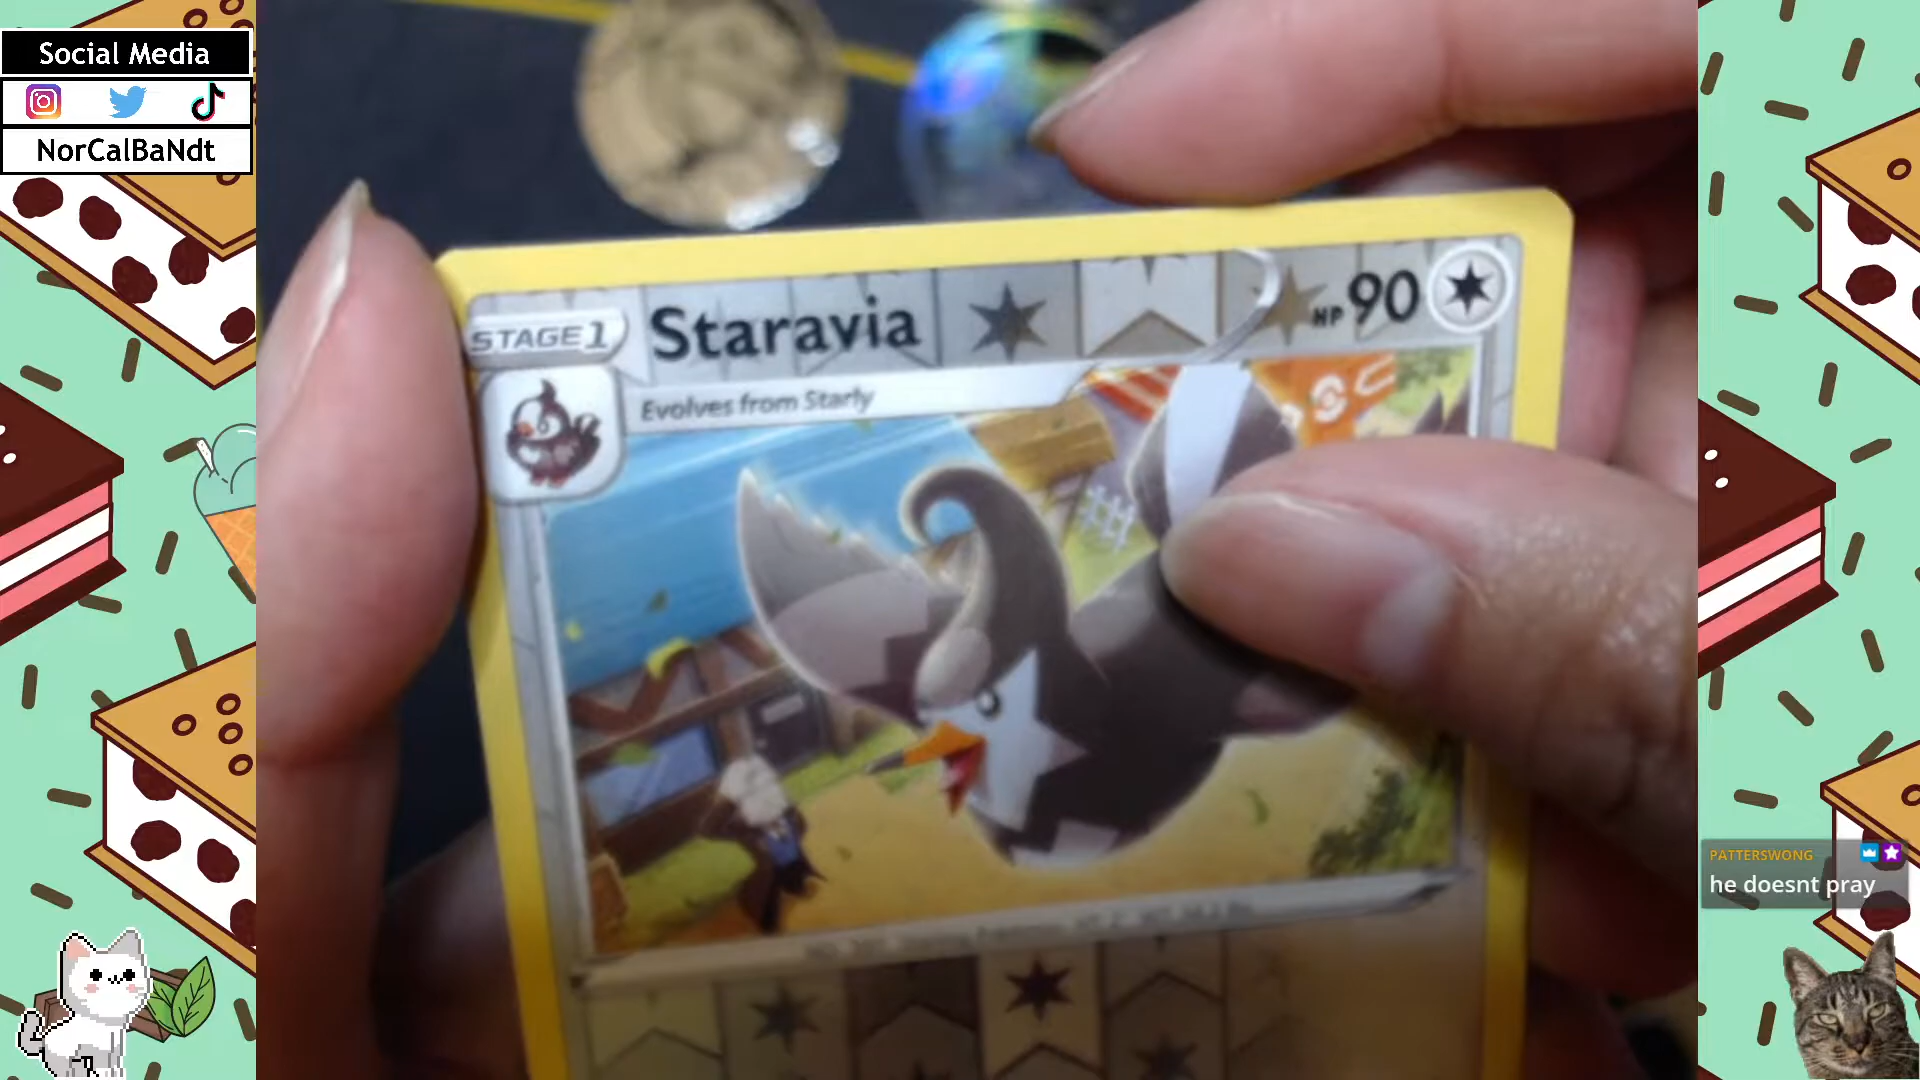 Social Media
NorCalBaNdt
STAGE 1
Staravia
HP 90
Evolves from Starly
PATTERSWONG
he doesnt pray